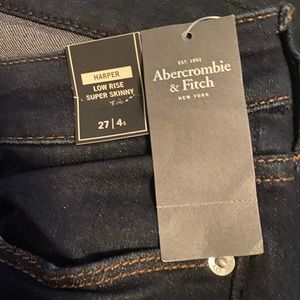 HARPER
LOW RISE
SUPER SKINNY
27 | 4S
EST. 1892
Abercrombie
& Fitch
NEW YORK